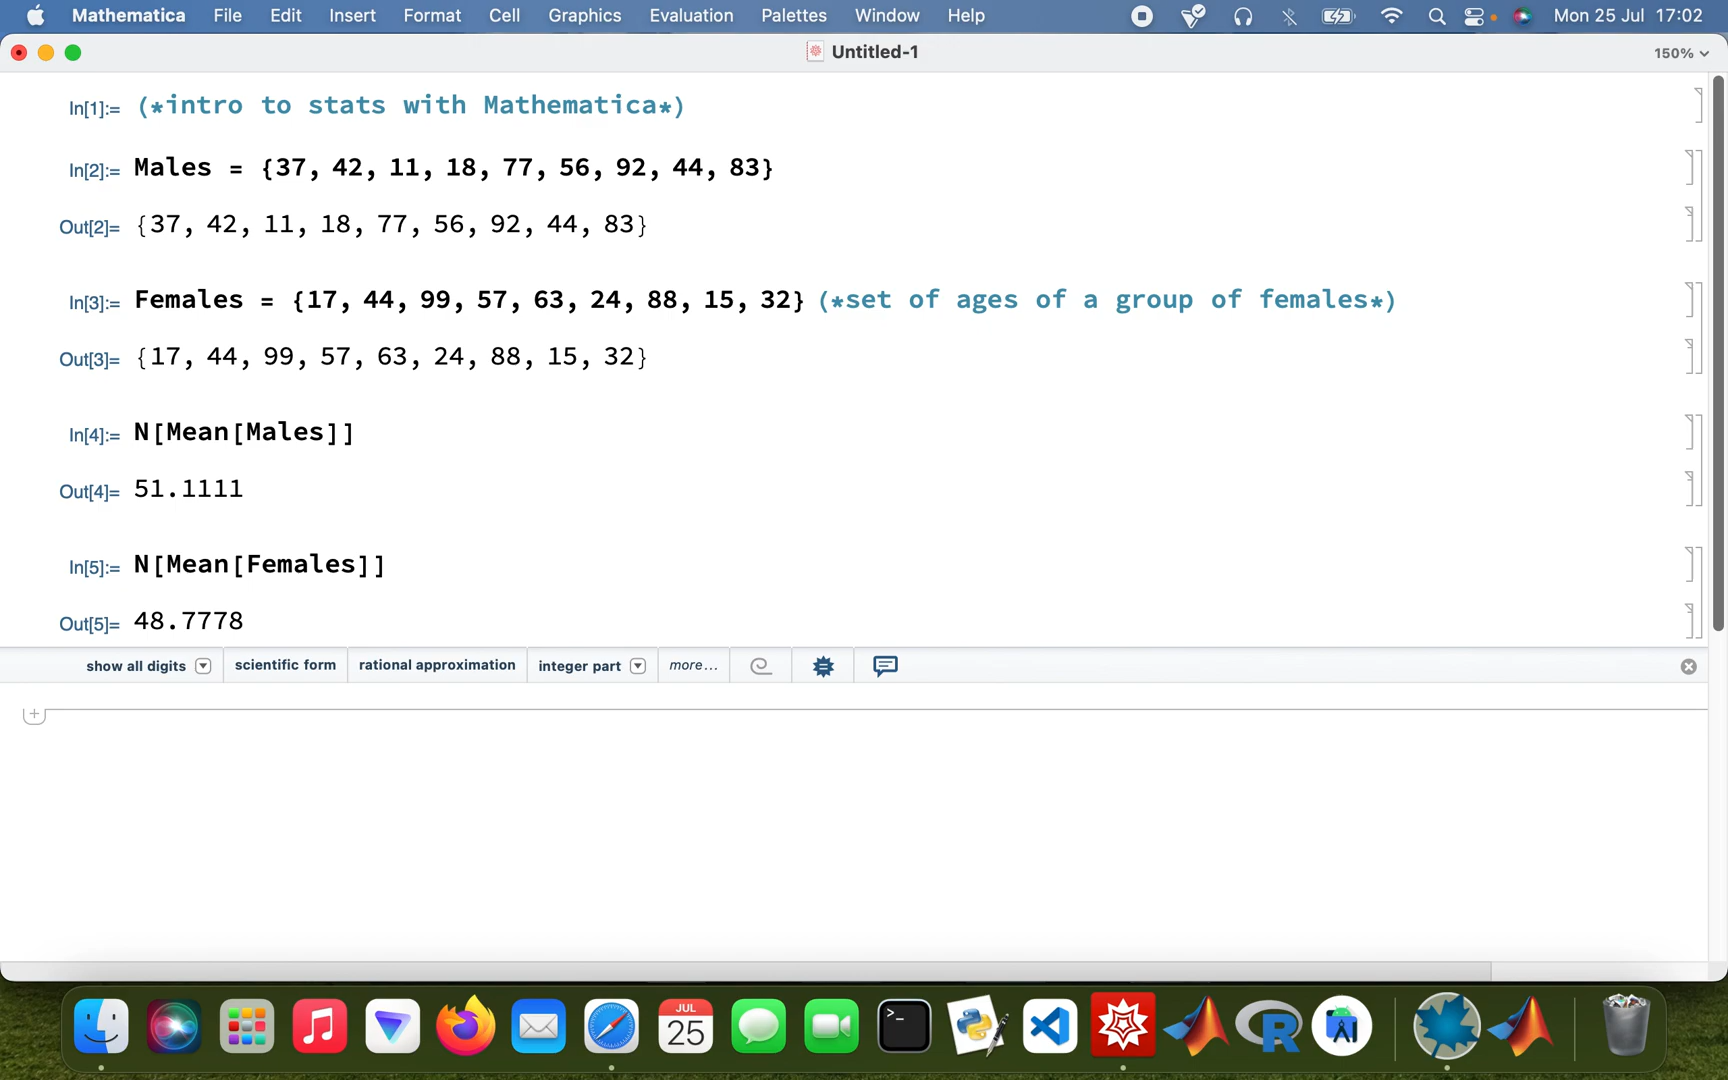 Mathematica File Edit Insert Format Cell Graphics Evaluation Palettes Window Help Mon 25 Jul 17:02
Untitled-1 150%
In[1]:= (*intro to stats with Mathematica*)
In[2]:= Males = {37, 42, 11, 18, 77, 56, 92, 44, 83}
Out[2]= {37, 42, 11, 18, 77, 56, 92, 44, 83}
In[3]:= Females = {17, 44, 99, 57, 63, 24, 88, 15, 32} (*set of ages of a group of females*)
Out[3]= {17, 44, 99, 57, 63, 24, 88, 15, 32}
In[4]:= N[Mean[Males]]
Out[4]= 51.1111
In[5]:= N[Mean[Females]]
Out[5]= 48.7778
show all digits scientific form rational approximation integer part more...
JUL
25
>_
R